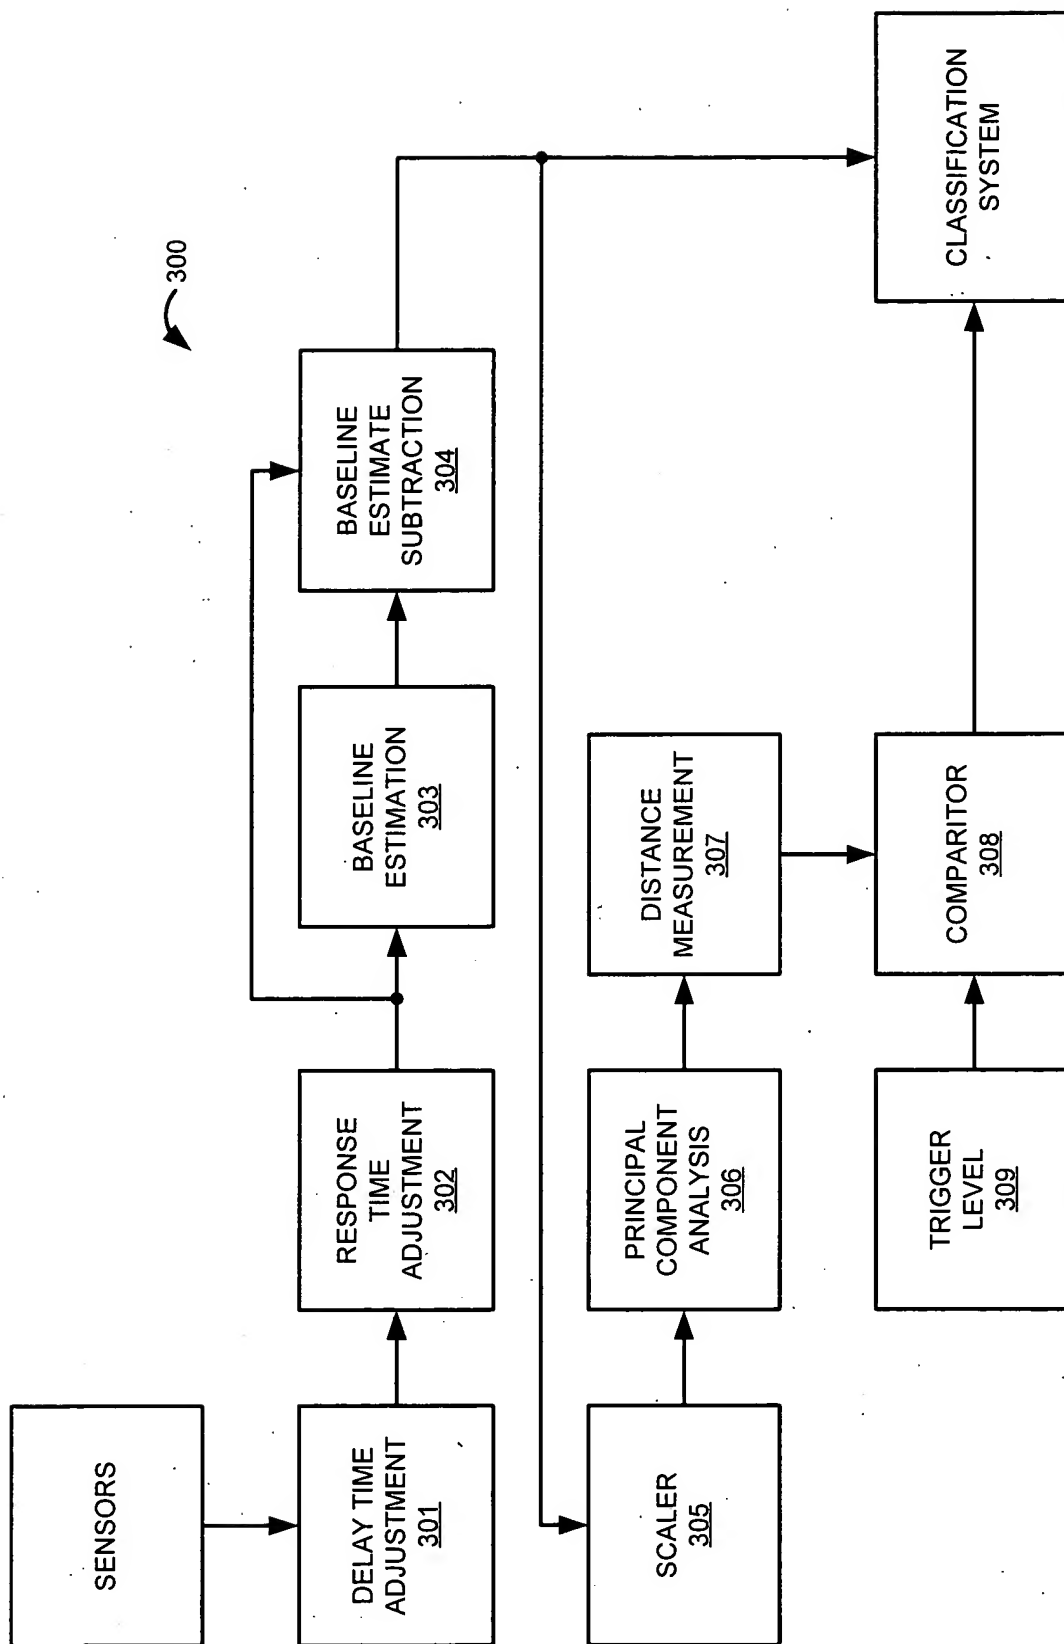 300
SENSORS
DELAY TIME
ADJUSTMENT
301
RESPONSE
TIME
ADJUSTMENT
302
BASELINE
ESTIMATION
303
BASELINE
ESTIMATE
SUBTRACTION
304
SCALER
305
PRINCIPAL
COMPONENT
ANALYSIS
306
DISTANCE
MEASUREMENT
307
TRIGGER
LEVEL
309
COMPARITOR
308
CLASSIFICATION
SYSTEM